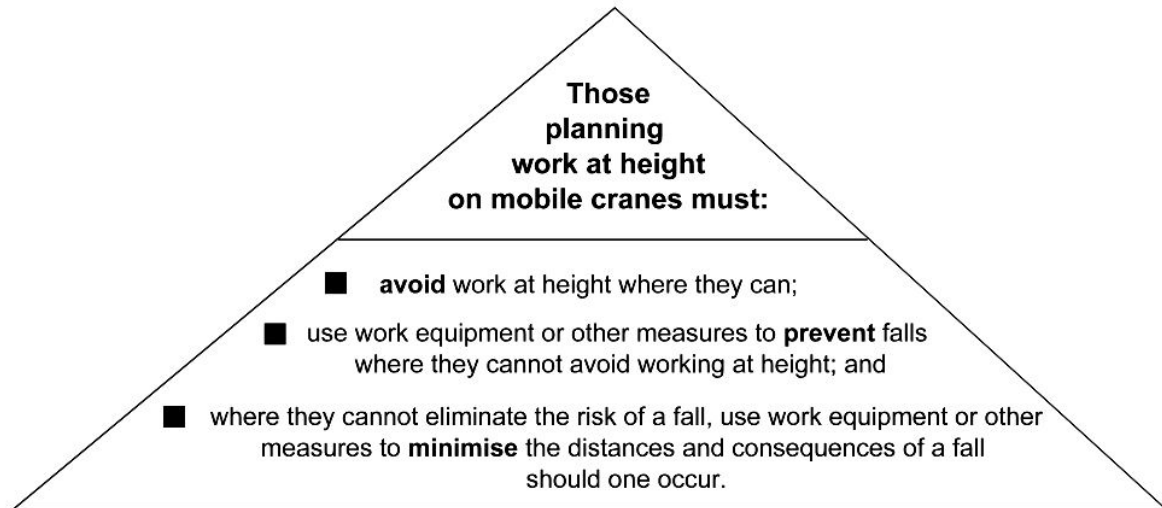 Those
planning
work at height
on mobile cranes must:
■ avoid work at height where they can;
■ use work equipment or other measures to prevent falls
where they cannot avoid working at height; and
■ where they cannot eliminate the risk of a fall, use work equipment or other
measures to minimise the distances and consequences of a fall
should one occur.